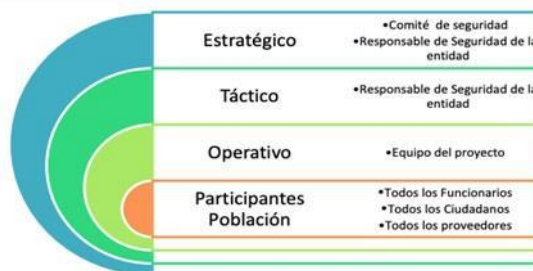 Estratégico
•Comité de seguridad
•Responsable de Seguridad de la
entidad
Táctico
•Responsable de Seguridad de la
entidad
Operativo
•Equipo del proyecto
Participantes
Población
•Todos los Funcionarios
•Todos los Ciudadanos
•Todos los proveedores